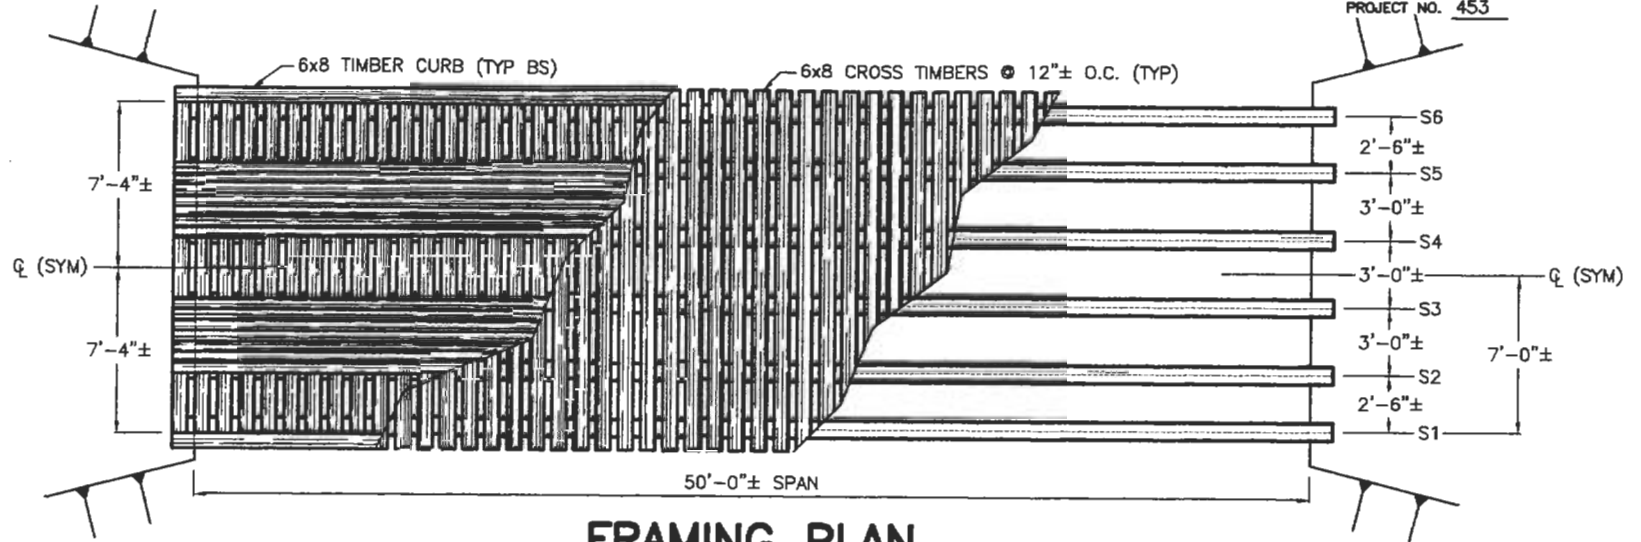 PROJECT NO. 453
6x8 TIMBER CURB (TYP BS)
6x8 CROSS TIMBERS @ 12"± O.C. (TYP)
S6
2'-6"±
S5
3'-0"±
S4
7'-4"±
℄ (SYM)
3'-0"±
℄ (SYM)
S3
3'-0"±
7'-4"±
7'-0"±
S2
2'-6"±
S1
50'-0"± SPAN
FRAMING PLAN